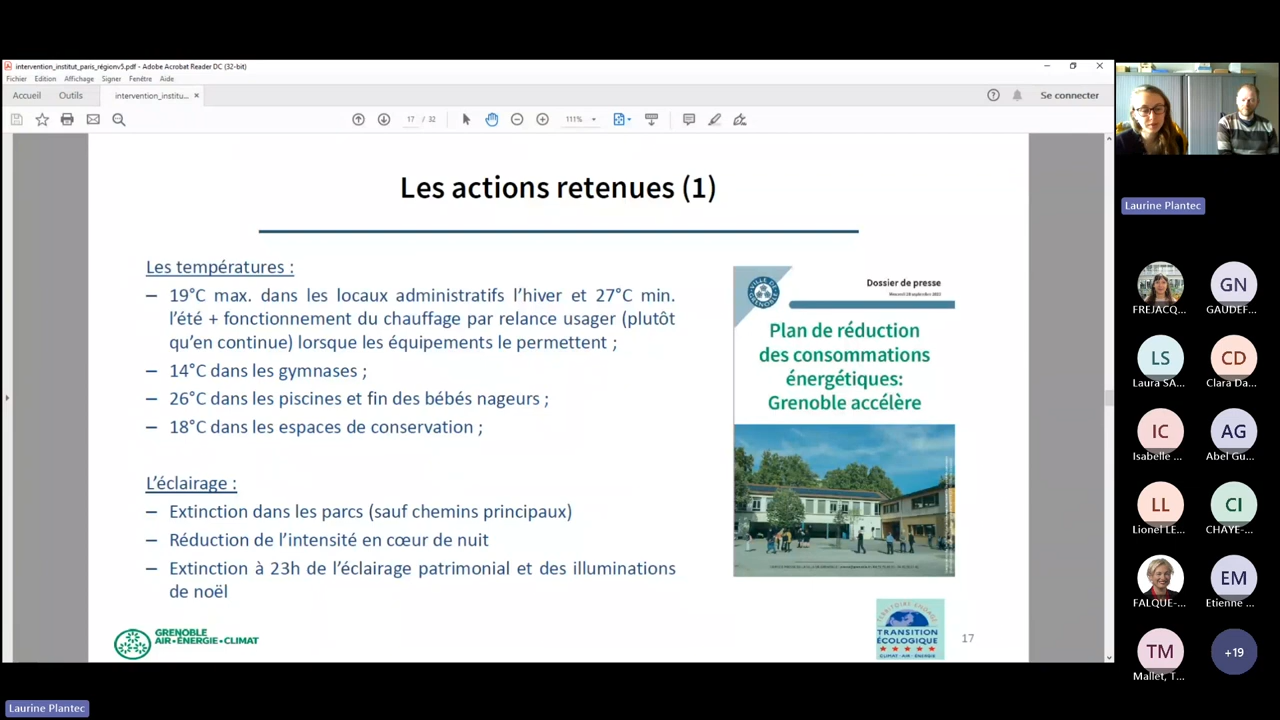 intervention_institut_paris_régionv5.pdf - Adobe Acrobat Reader DC (32-bit)
Fichier Edition Affichage Signer Fenêtre Aide
Accueil Outils intervention_institu... × Se connecter
17 / 32 111%
Les actions retenues (1)
Les températures :
– 19°C max. dans les locaux administratifs l’hiver et 27°C min.
l’été + fonctionnement du chauffage par relance usager (plutôt
qu’en continue) lorsque les équipements le permettent ;
– 14°C dans les gymnases ;
– 26°C dans les piscines et fin des bébés nageurs ;
– 18°C dans les espaces de conservation ;
L’éclairage :
– Extinction dans les parcs (sauf chemins principaux)
– Réduction de l’intensité en cœur de nuit
– Extinction à 23h de l’éclairage patrimonial et des illuminations
de noël
VILLE DE GRENOBLE
Dossier de presse
Plan de réduction
des consommations
énergétiques:
Grenoble accélère
GRENOBLE
AIR•ÉNERGIE•CLIMAT
TERRITOIRE ENGAGÉ
TRANSITION
ÉCOLOGIQUE
CLIMAT • AIR • ÉNERGIE
17
Laurine Plantec
FREJACQ... GN GAUDEF...
LS Laura SA... CD Clara Da...
IC Isabelle ... AG Abel Gu...
LL Lionel LE... CI CHAYE-...
FALQUE-... EM Etienne ...
TM Mallet, T... +19
Laurine Plantec